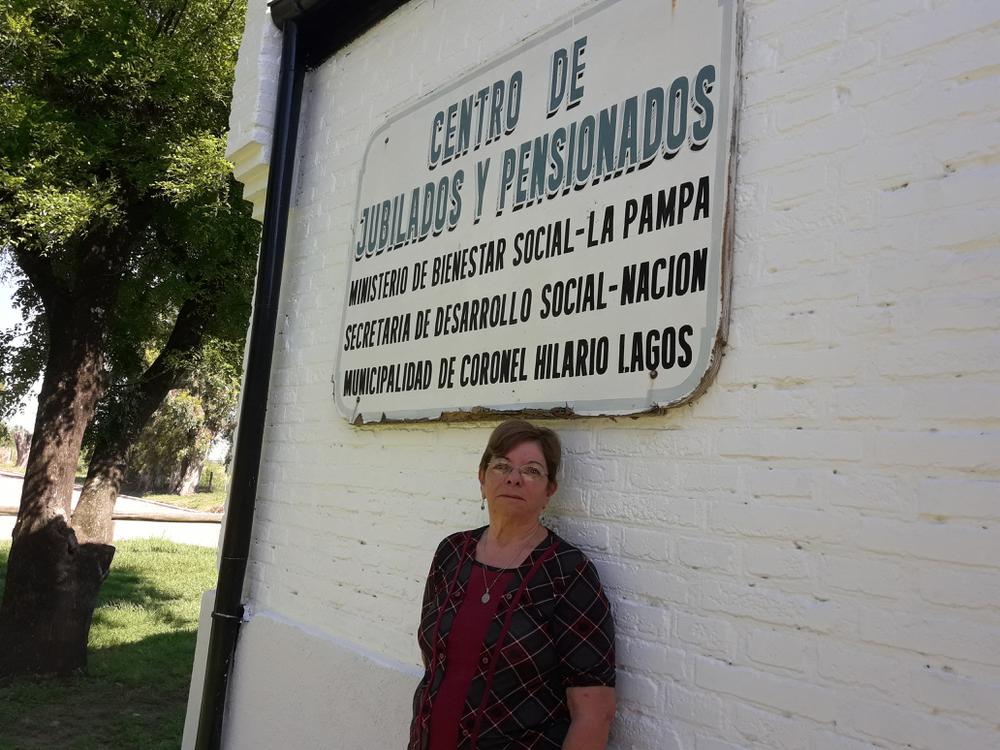 CENTRO DE
JUBILADOS Y PENSIONADOS
MINISTERIO DE BIENESTAR SOCIAL-LA PAMPA
SECRETARIA DE DESARROLLO SOCIAL-NACION
MUNICIPALIDAD DE CORONEL HILARIO LAGOS